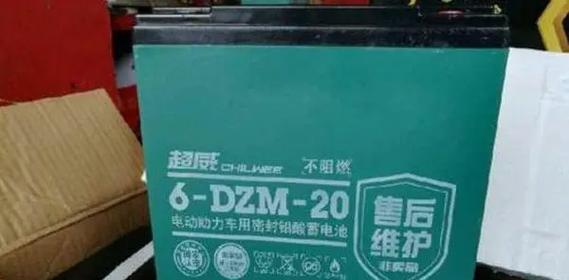 超威 CHILWEE 不阻燃
6-DZM-20
电动助力车用密封铅酸蓄电池
售后
维护
非卖品